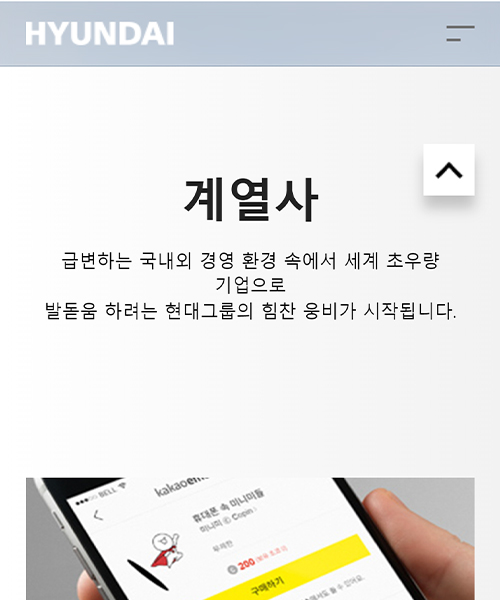 HYUNDAI
계열사
급변하는 국내외 경영 환경 속에서 세계 초우량
기업으로
발돋움 하려는 현대그룹의 힘찬 웅비가 시작됩니다.
BELL
휴대폰 속 미니미들
미니미 ⓒ Copin
무제한
200
구매하기